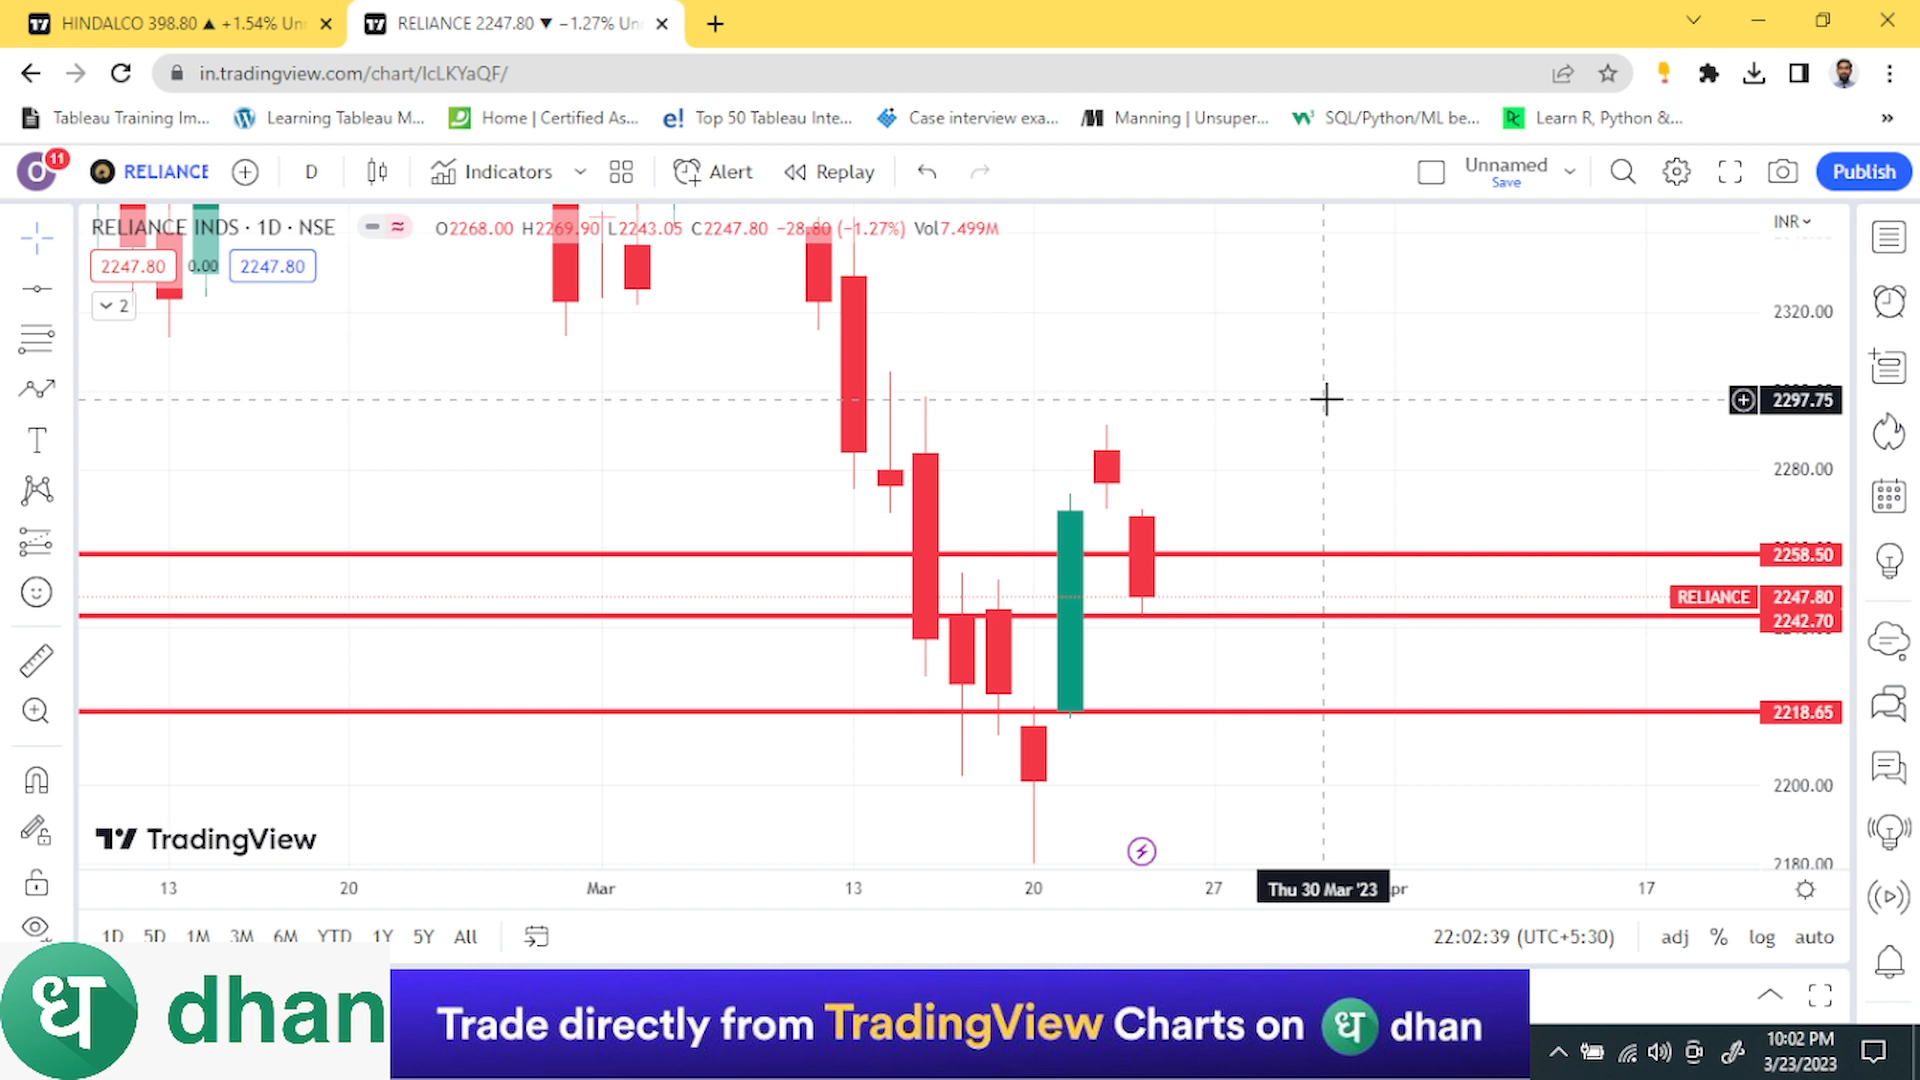 HINDALCO 398.80 ▲ +1.54% Un
RELIANCE 2247.80 ▼ −1.27% Un
in.tradingview.com/chart/IcLKYaQF/
Tableau Training Im...
Learning Tableau M...
Home | Certified As...
Top 50 Tableau Inte...
Case interview exa...
Manning | Unsuper...
SQL/Python/ML be...
Learn R, Python &...
»
O
11
RELIANCE
D
Indicators
Alert
Replay
Unnamed
Save
Publish
RELIANCE INDS · 1D · NSE
O2268.00 H2269.90 L2243.05 C2247.80 −28.80 (−1.27%) Vol7.499M
INR
2247.80
0.00
2247.80
2
2320.00
2297.75
2280.00
2258.50
RELIANCE
2247.80
2242.70
2218.65
2200.00
2180.00
TradingView
13
20
Mar
13
20
27
Thu 30 Mar '23
pr
17
1D 5D 1M 3M 6M YTD 1Y 5Y All
22:02:39 (UTC+5:30)
adj % log auto
ध dhan
Trade directly from TradingView Charts on ध dhan
10:02 PM
3/23/2023